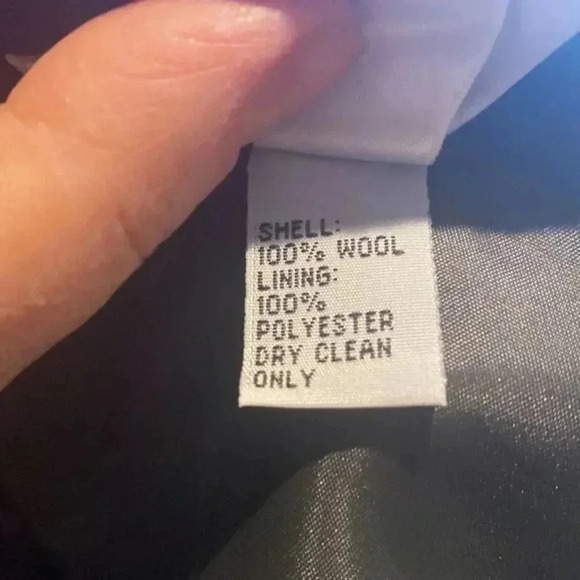 SHELL:
100% WOOL
LINING:
100%
POLYESTER
DRY CLEAN
ONLY